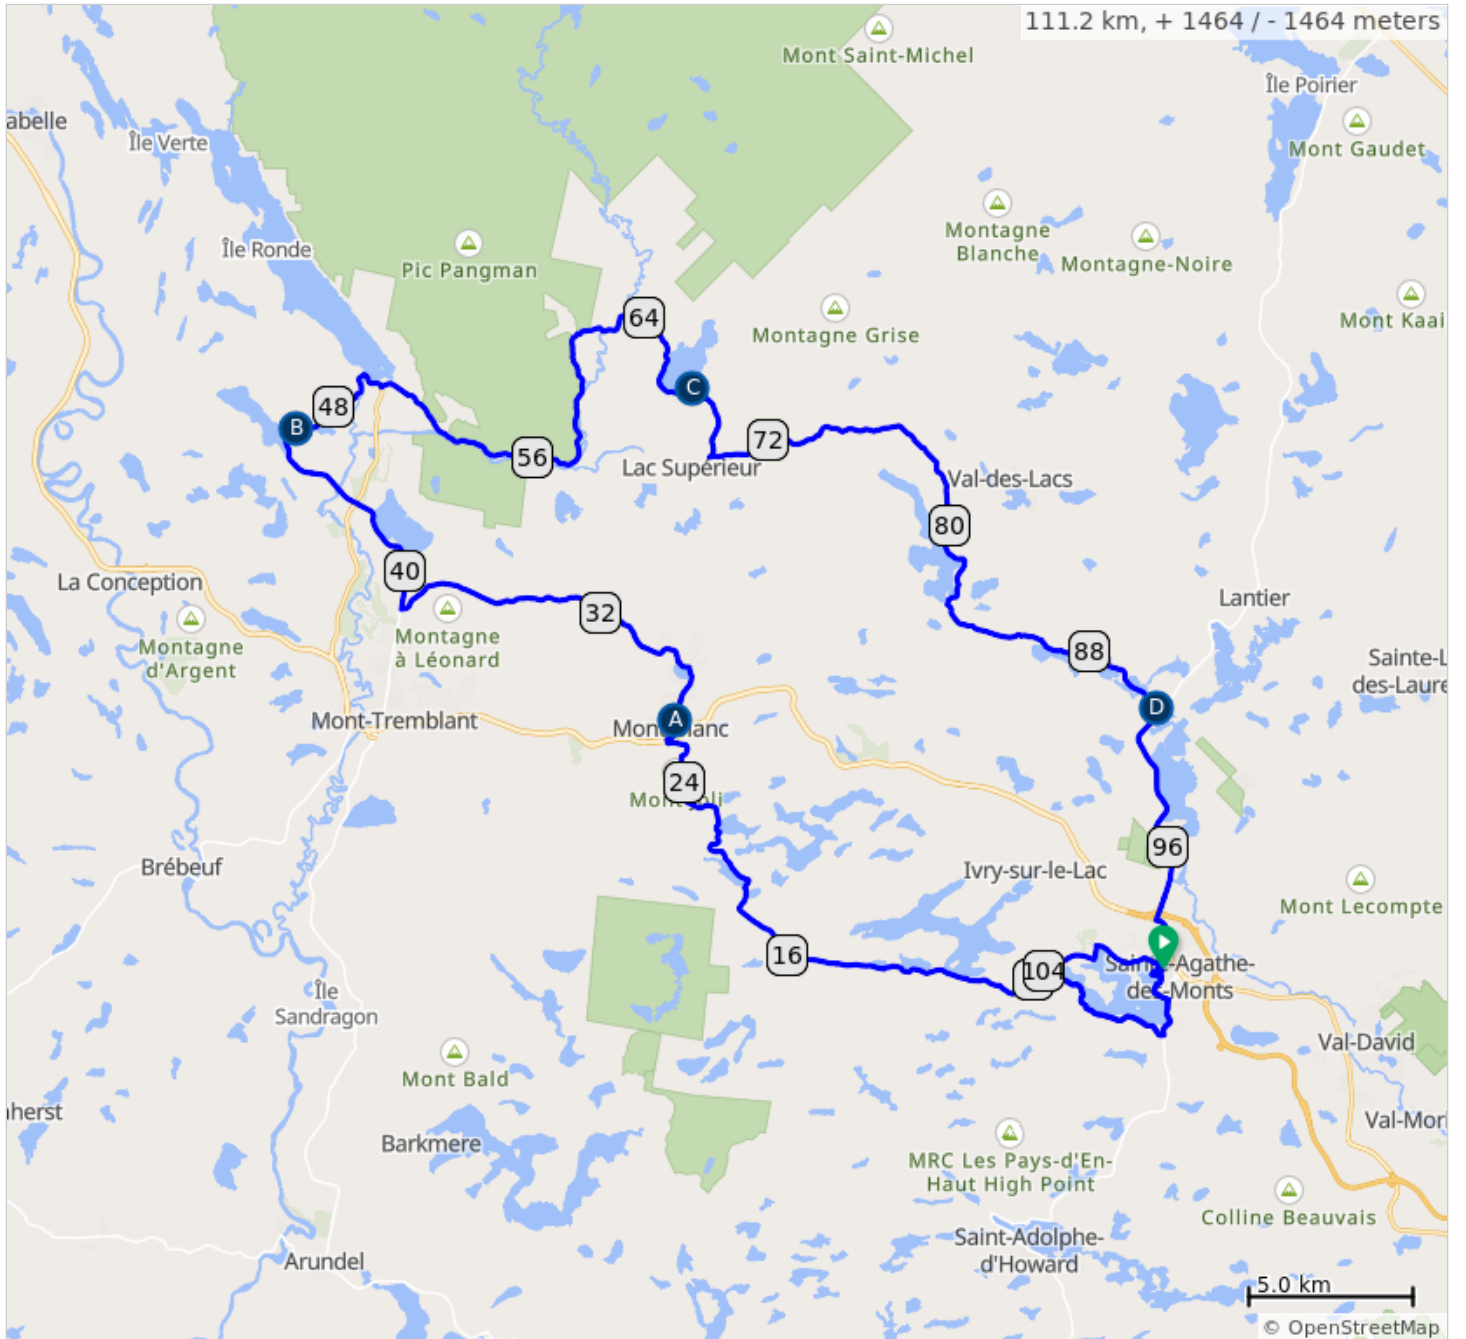 111.2 km, + 1464 / - 1464 meters
Mont Saint-Michel
Île Poirier
abelle
Île Verte
Mont Gaudet
Montagne
Blanche
Montagne-Noire
Île Ronde
Pic Pangman
Mont Kaai
64
Montagne Grise
C
48
B
72
56
Lac Supérieur
Val-des-Lacs
80
40
La Conception
32
Lantier
Montagne
d'Argent
Montagne
à Léonard
88
Sainte-L
des-Laure
D
A
Mont-Tremblant
24
96
Brébeuf
Ivry-sur-le-Lac
Mont Lecompte
16
104
Île
Sandragon
Val-David
Mont Bald
herst
Val-Mor
Barkmere
MRC Les Pays-d'En-
Haut High Point
Colline Beauvais
Saint-Adolphe-
d'Howard
Arundel
5.0 km
© OpenStreetMap